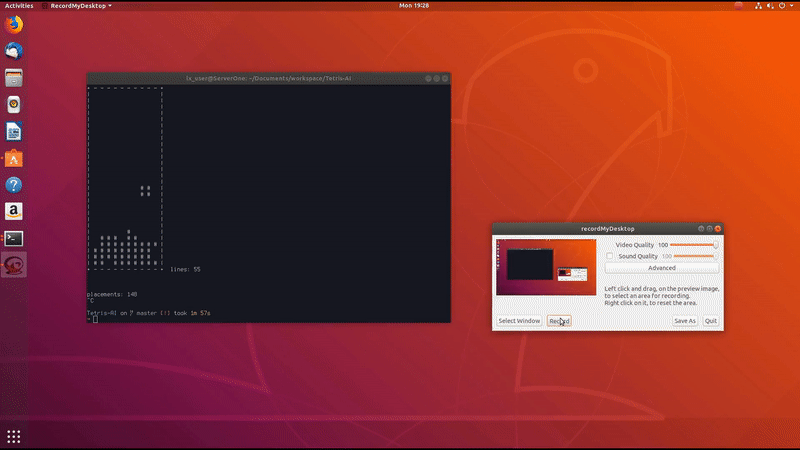 Activities RecordMyDesktop Mon 19:28
ix_user@ServerOne: ~/Documents/workspace/Tetris-AI
lines: 55
placements: 140
^C
Tetris-AI on master [!] took 1m 57s
recordMyDesktop
Video Quality 100
Sound Quality 100
Advanced
Left click and drag, on the preview image,
to select an area for recording.
Right click on it, to reset the area.
Select Window Record Save As Quit